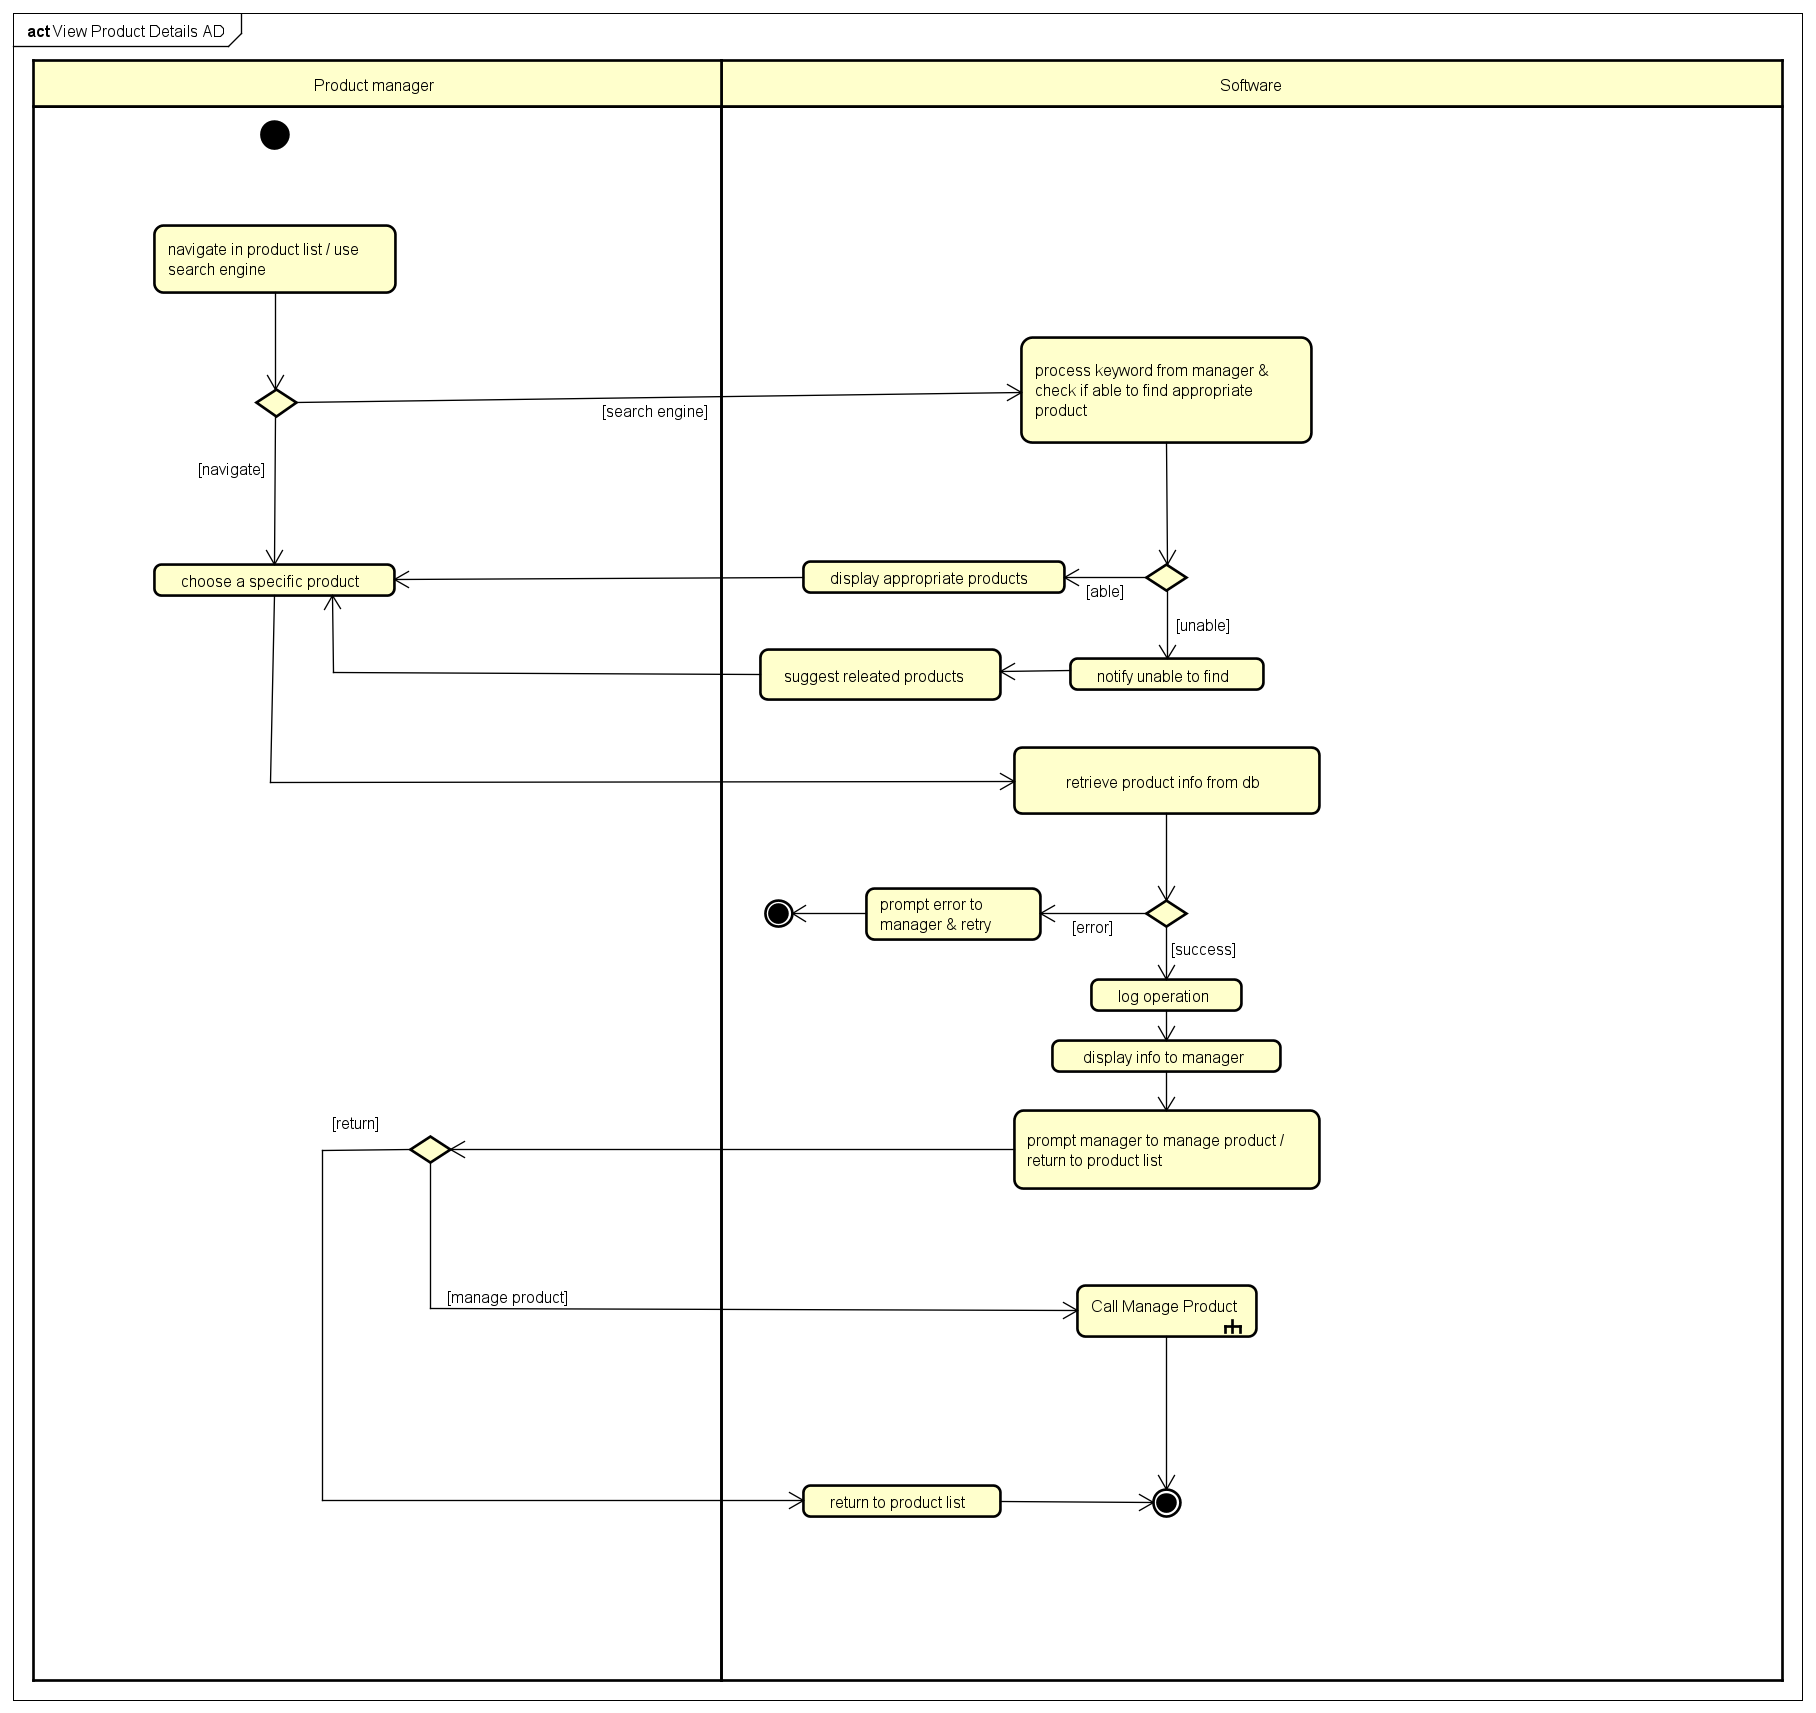 act View Product Details AD
Product manager
Software
navigate in product list / use
search engine
process keyword from manager &
check if able to find appropriate
product
[search engine]
[navigate]
choose a specific product
display appropriate products
[able]
[unable]
suggest releated products
notify unable to find
retrieve product info from db
prompt error to
manager & retry
[error]
[success]
log operation
display info to manager
[return]
prompt manager to manage product /
return to product list
[manage product]
Call Manage Product
return to product list